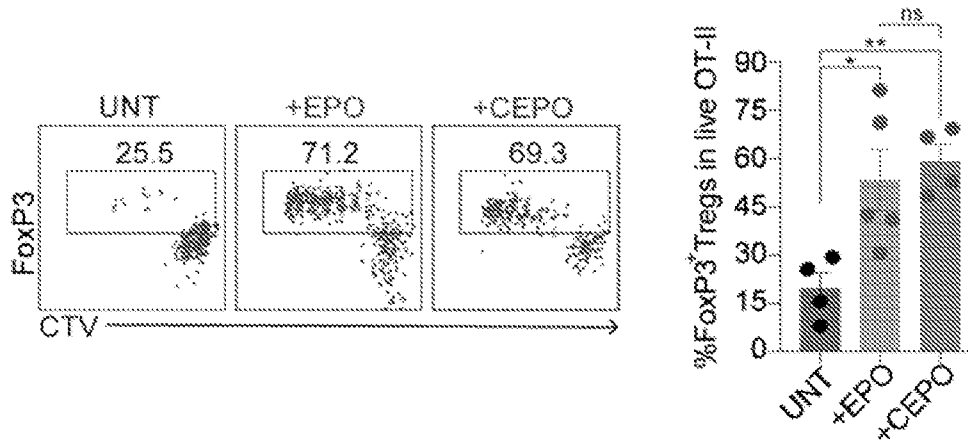 UNT +EPO +CEPO
25.5 71.2 69.3
FoxP3
CTV
ns
**
*
%FoxP3+Tregs in live OT-II
90
75
60
45
30
15
0
UNT
+EPO
+CEPO